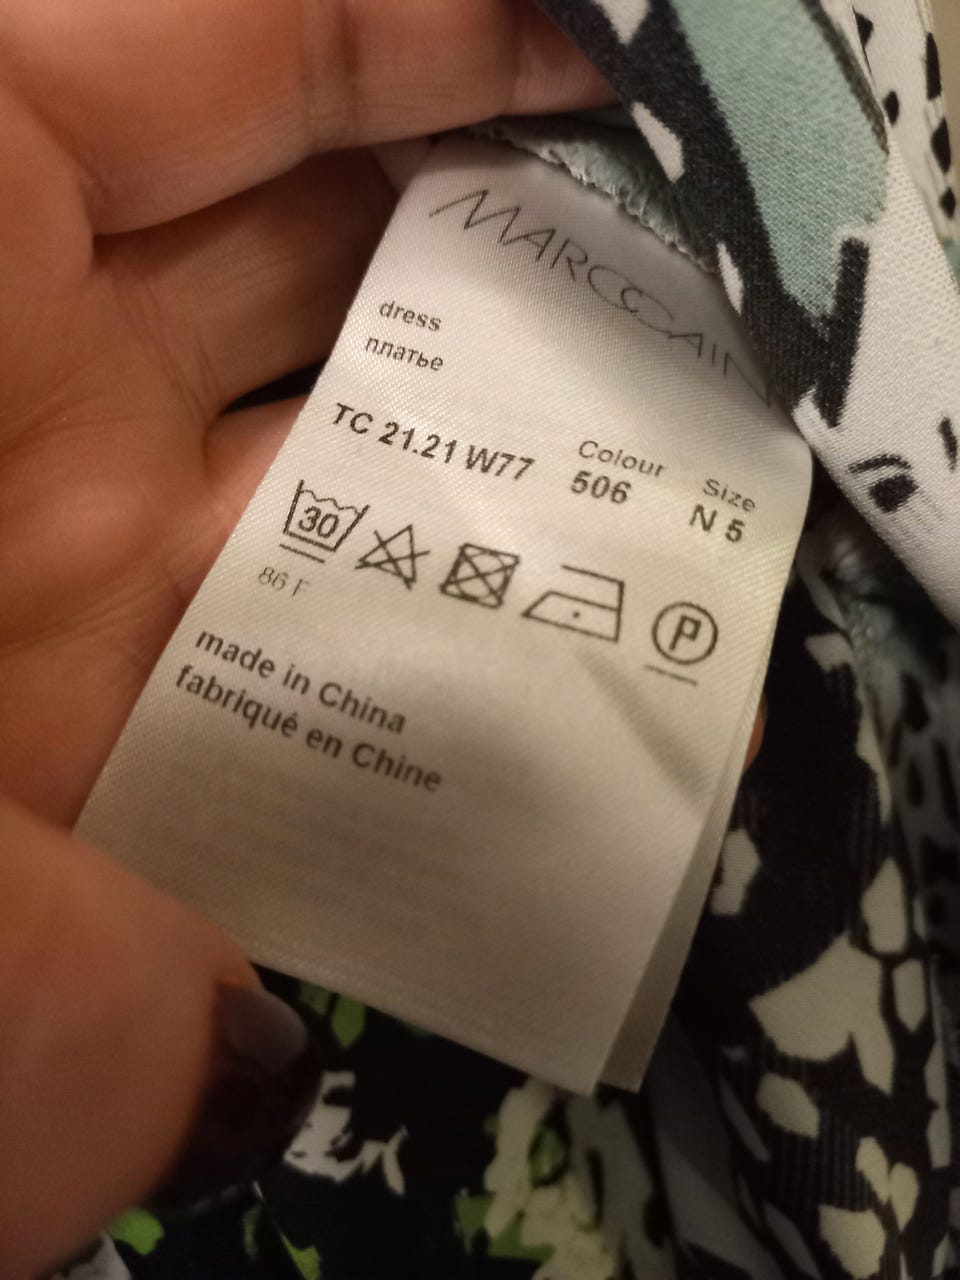 MARCCAIN
dress
платье
TC 21.21 W77
Colour
506
Size
N 5
30
86 F
P
made in China
fabriqué en Chine